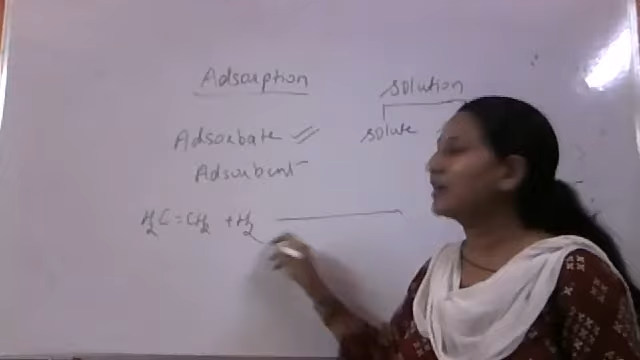 Adsorption
solution
solute
Adsorbate
Adsorbent
H₂C=CH₂ + H₂